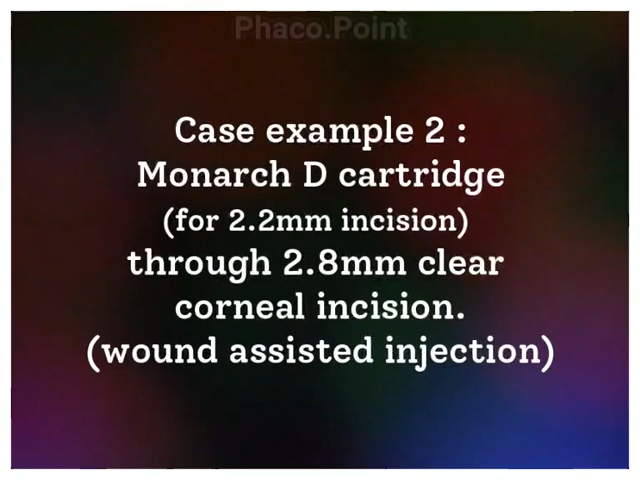 Phaco.Point
Case example 2 :
Monarch D cartridge
(for 2.2mm incision)
through 2.8mm clear
corneal incision.
(wound assisted injection)